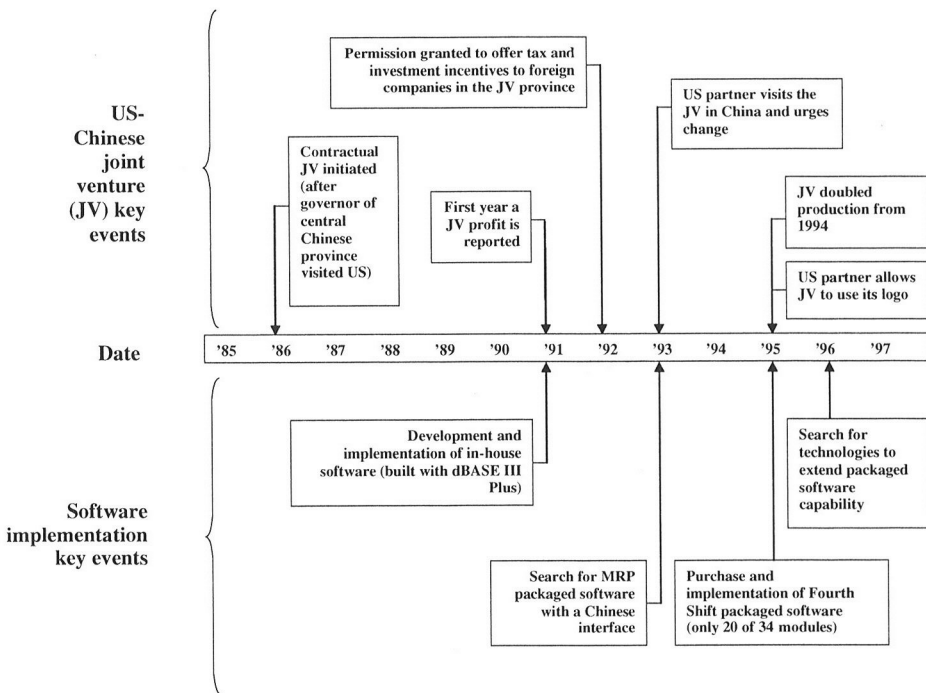 US-
Chinese
joint
venture
(JV) key
events
Permission granted to offer tax and
investment incentives to foreign
companies in the JV province
US partner visits the
JV in China and urges
change
Contractual
JV initiated
(after
governor of
central
Chinese
province
visited US)
First year a
JV profit is
reported
JV doubled
production from
1994
US partner allows
JV to use its logo
Date
'85 '86 '87 '88 '89 '90 '91 '92 '93 '94 '95 '96 '97
Software
implementation
key events
Development and
implementation of in-house
software (built with dBASE III
Plus)
Search for
technologies to
extend packaged
software
capability
Search for MRP
packaged software
with a Chinese
interface
Purchase and
implementation of Fourth
Shift packaged software
(only 20 of 34 modules)